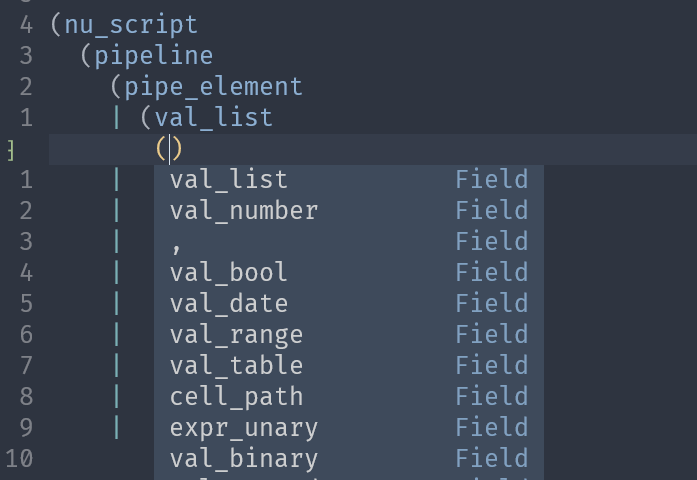 4 (nu_script
3 (pipeline
2 (pipe_element
1 | (val_list
()
1 | val_list Field
2 | val_number Field
3 | , Field
4 | val_bool Field
5 | val_date Field
6 | val_range Field
7 | val_table Field
8 | cell_path Field
9 | expr_unary Field
10 val_binary Field